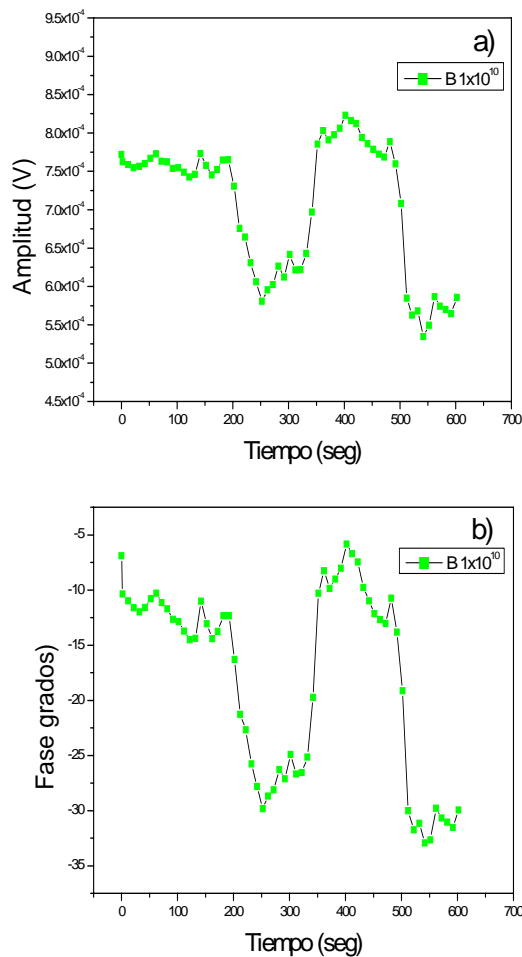 a)
B 1x10¹⁰
9.5x10⁻⁴
9.0x10⁻⁴
8.5x10⁻⁴
8.0x10⁻⁴
7.5x10⁻⁴
7.0x10⁻⁴
6.5x10⁻⁴
6.0x10⁻⁴
5.5x10⁻⁴
5.0x10⁻⁴
4.5x10⁻⁴
Amplitud (V)
0 100 200 300 400 500 600 700
Tiempo (seg)
b)
B 1x10¹⁰
-5
-10
-15
-20
-25
-30
-35
Fase grados)
0 100 200 300 400 500 600 700
Tiempo (seg)